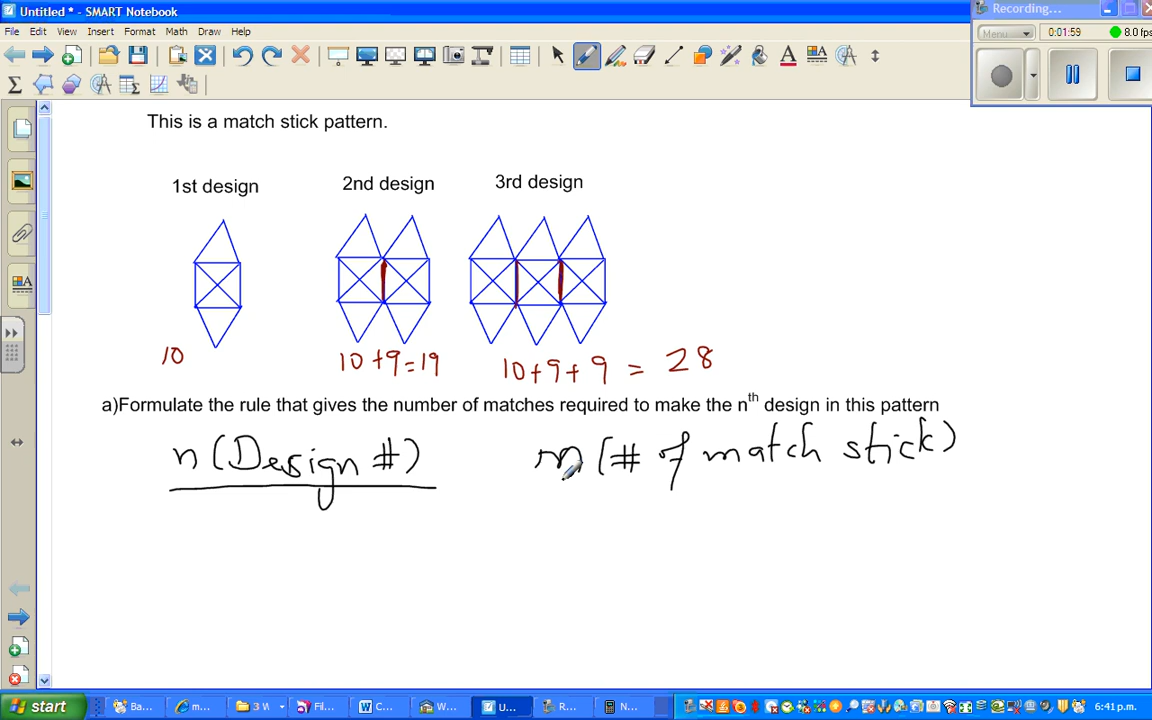 Untitled * - SMART Notebook
Recording...
File Edit View Insert Format Math Draw Help
Menu
0:01:59
8.0 fps
This is a match stick pattern.
1st design 2nd design 3rd design
10 10+9=19 10+9+9 = 28
a)Formulate the rule that gives the number of matches required to make the nth design in this pattern
n (Design #) m (# of match stick)
start Ba... m... 3 W Fil... C... W... U... R... N... 6:41 p.m.